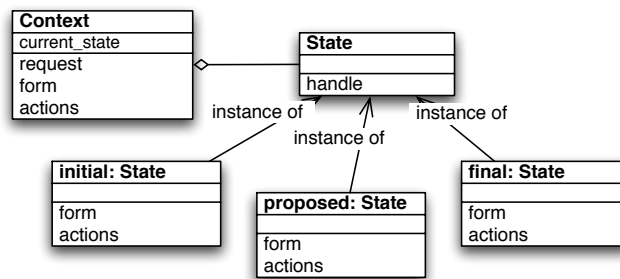 Context
current_state
request
form
actions
State
handle
instance of
instance of
instance of
initial: State
form
actions
proposed: State
form
actions
final: State
form
actions